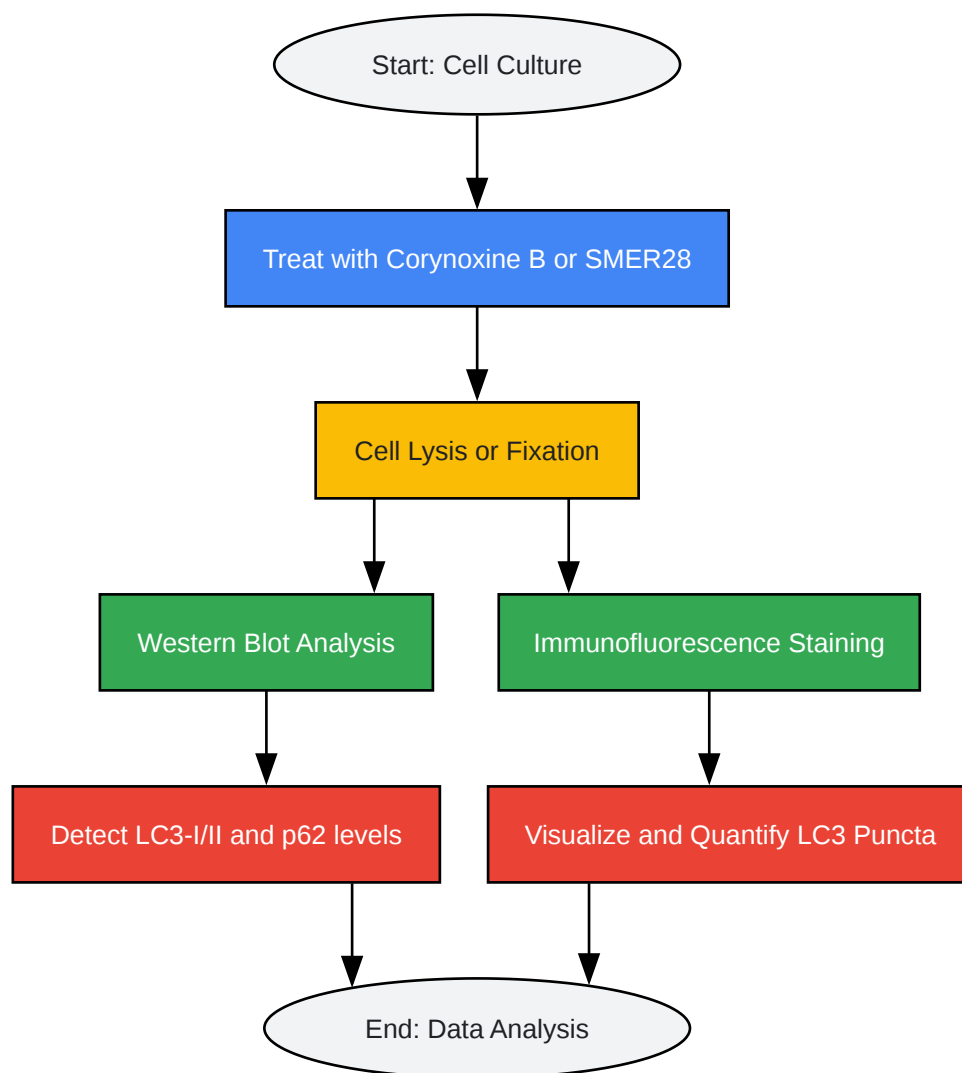 Start: Cell Culture
Treat with Corynoxine B or SMER28
Cell Lysis or Fixation
Western Blot Analysis
Immunofluorescence Staining
Detect LC3-I/II and p62 levels
Visualize and Quantify LC3 Puncta
End: Data Analysis